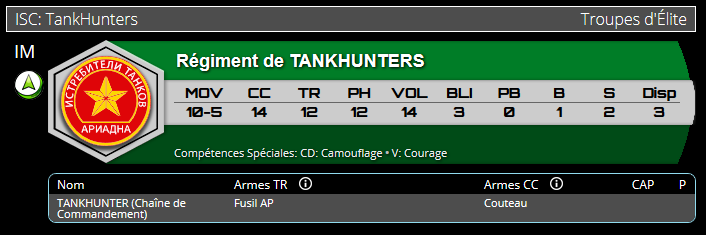 ISC: TankHunters
Troupes d'Élite
IM
ИСТРЕБИТЕЛИ ТАНКОВ
АРИАДНА
Régiment de TANKHUNTERS
MOV CC TR PH VOL BLI PB B S Disp
10-5 14 12 12 14 3 0 1 2 3
Compétences Spéciales: CD: Camouflage • V: Courage
Nom Armes TR Armes CC CAP P
TANKHUNTER (Chaîne de Fusil AP Couteau
Commandement)